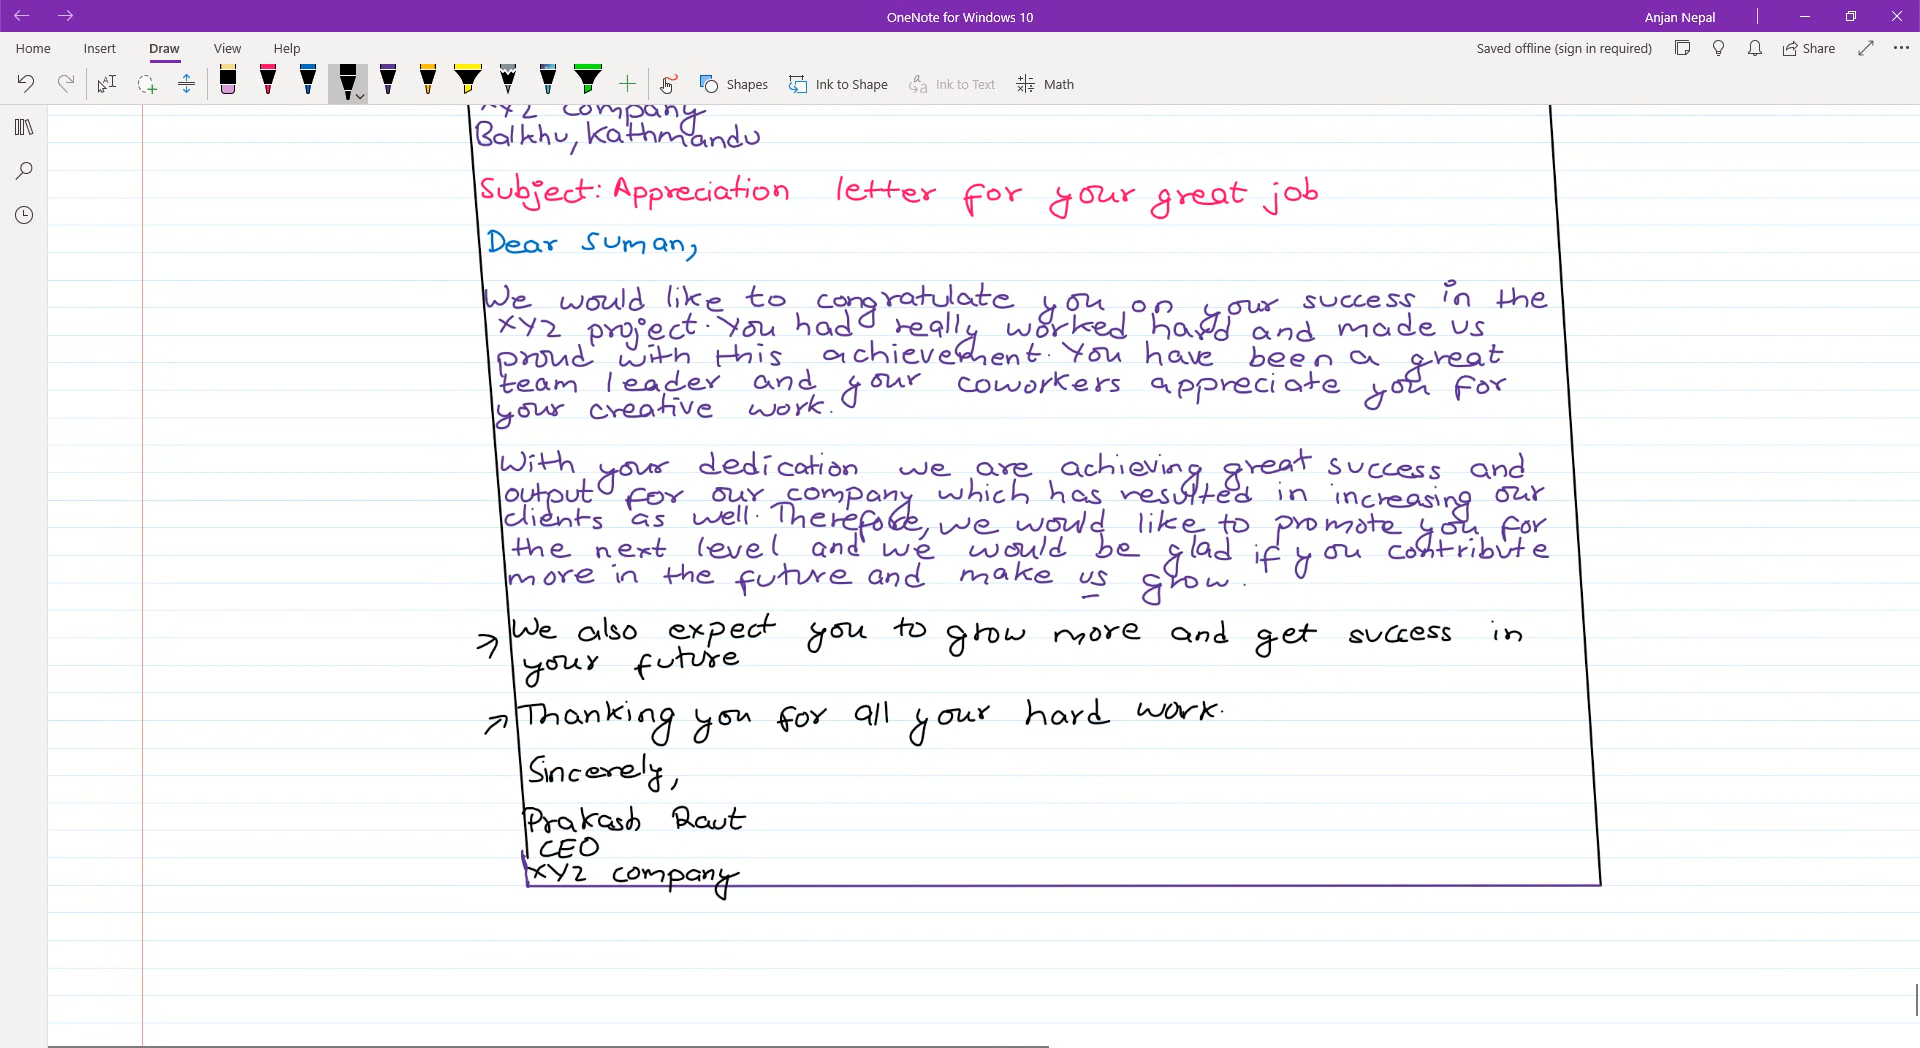 OneNote for Windows 10
Anjan Nepal
Home Insert Draw View Help
Saved offline (sign in required)
Share
Shapes
Ink to Shape
Ink to Text
Math
XYZ company
Balkhu, Kathmandu
Subject: Appreciation letter for your great job
Dear Suman,
We would like to congratulate you on your success in the
XYZ project. You had really worked hard and made us
proud with this achievement. You have been a great
team leader and your coworkers appreciate you for
your creative work.
With your dedication we are achieving great success and
output for our company which has resulted in increasing our
clients as well. Therefore, we would like to promote you for
the next level and we would be glad if you contribute
more in the future and make us grow.
→ We also expect you to grow more and get success in
your future
→ Thanking you for all your hard work.
Sincerely,
Prakash Raut
CEO
XYZ company